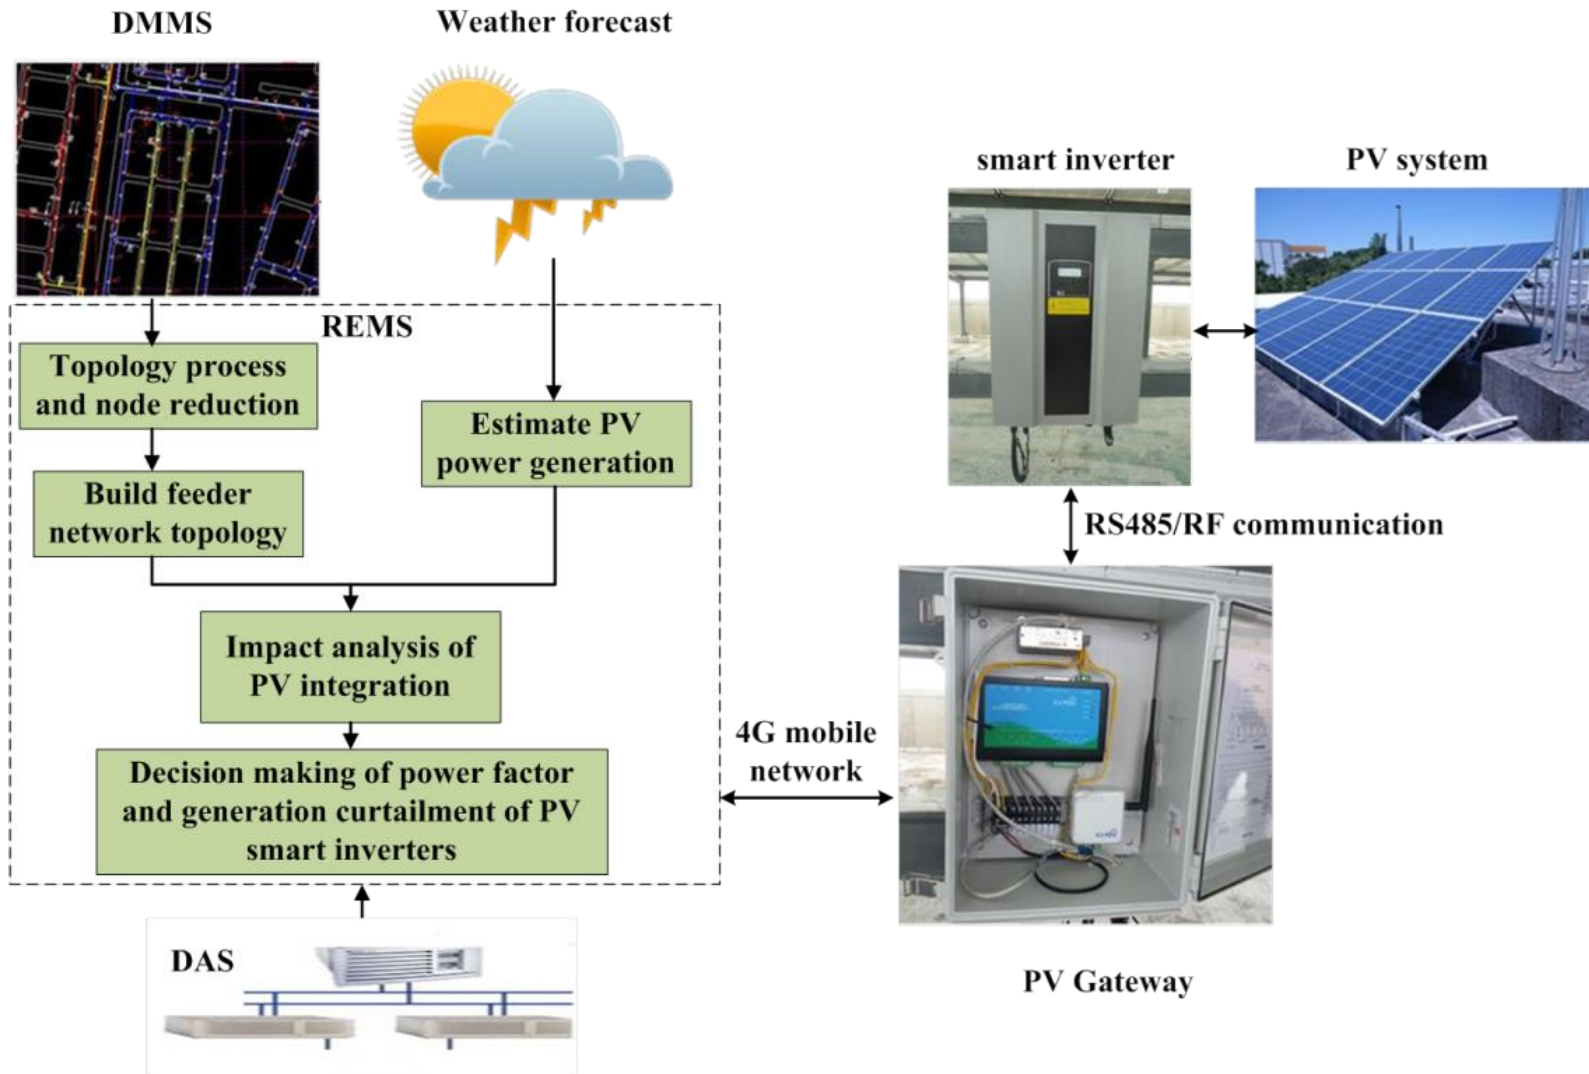 DMMS
Weather forecast
REMS
Topology process
and node reduction
Build feeder
network topology
Estimate PV
power generation
Impact analysis of
PV integration
Decision making of power factor
and generation curtailment of PV
smart inverters
DAS
4G mobile
network
smart inverter
PV system
RS485/RF communication
PV Gateway